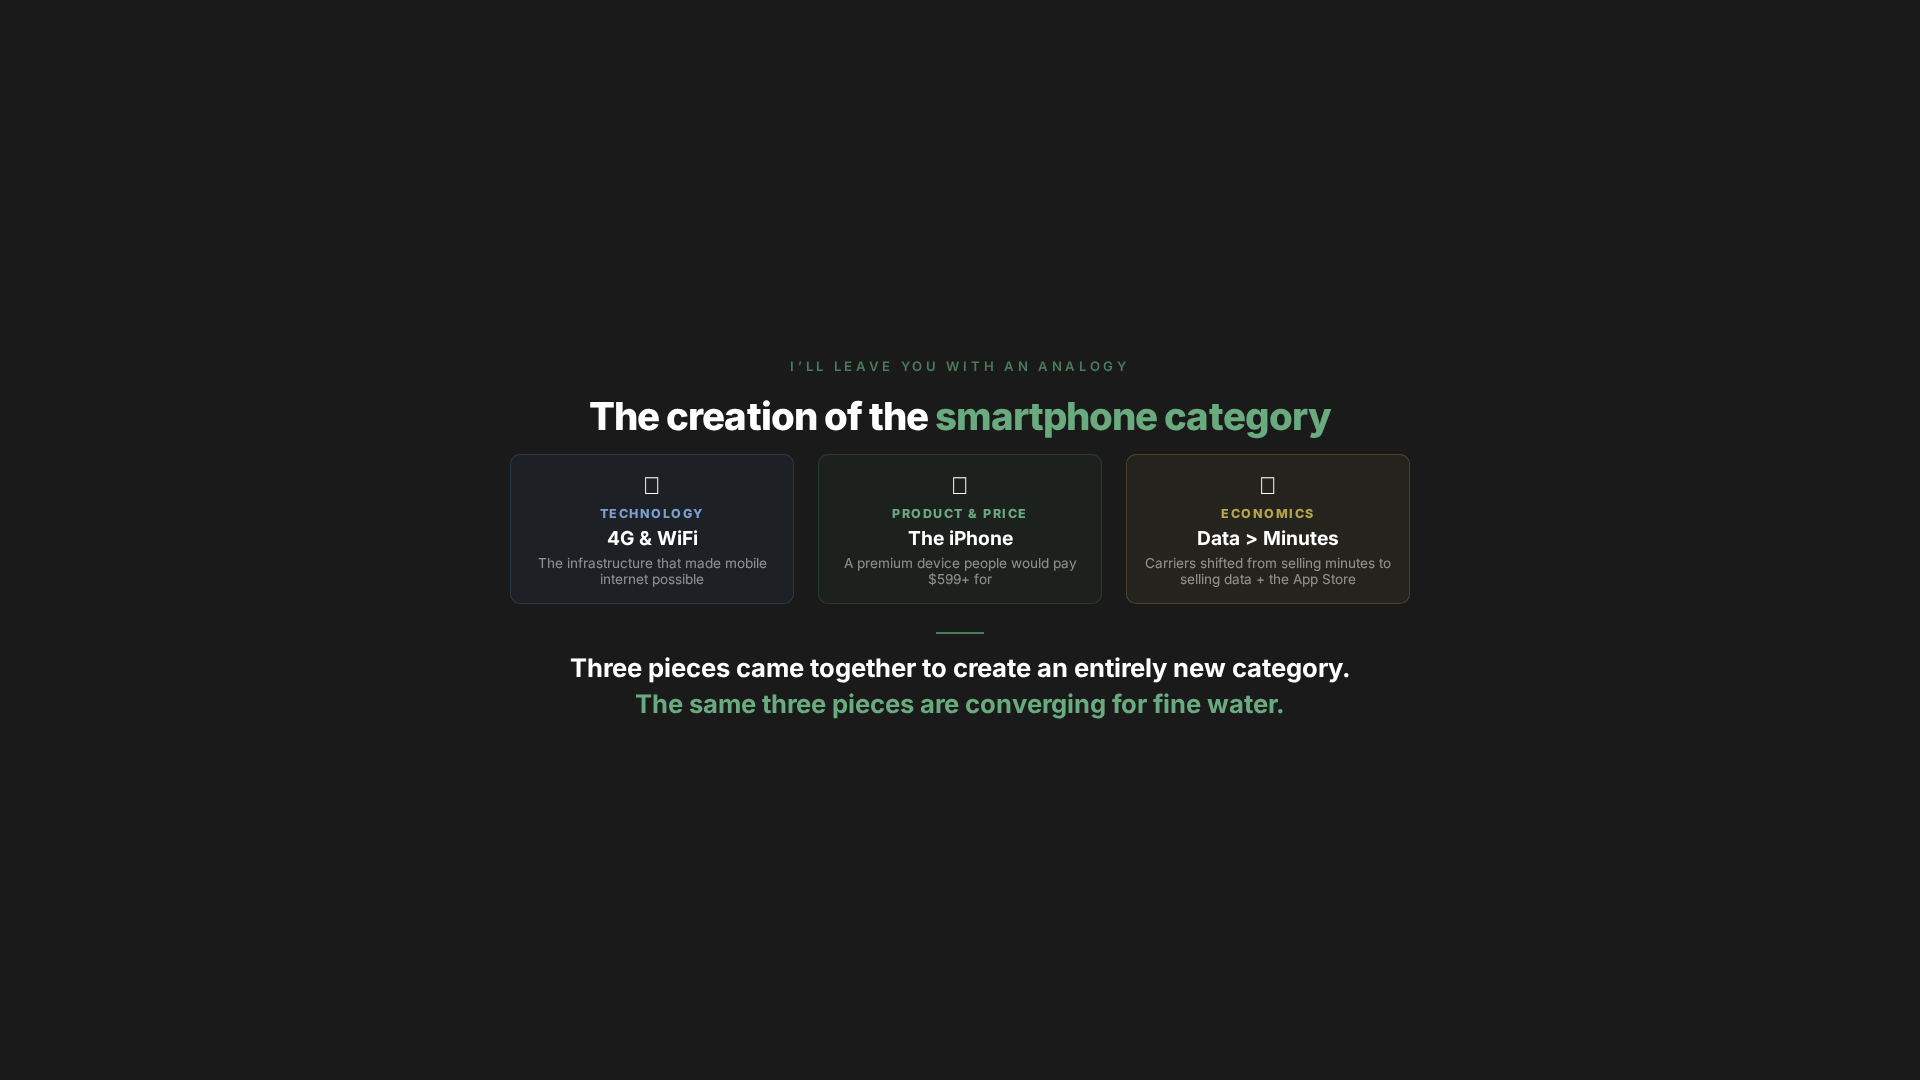 I'LL LEAVE YOU WITH AN ANALOGY
The creation of the smartphone category
TECHNOLOGY
4G & WiFi
The infrastructure that made mobile
internet possible
PRODUCT & PRICE
The iPhone
A premium device people would pay
$599+ for
ECONOMICS
Data > Minutes
Carriers shifted from selling minutes to
selling data + the App Store
Three pieces came together to create an entirely new category.
The same three pieces are converging for fine water.